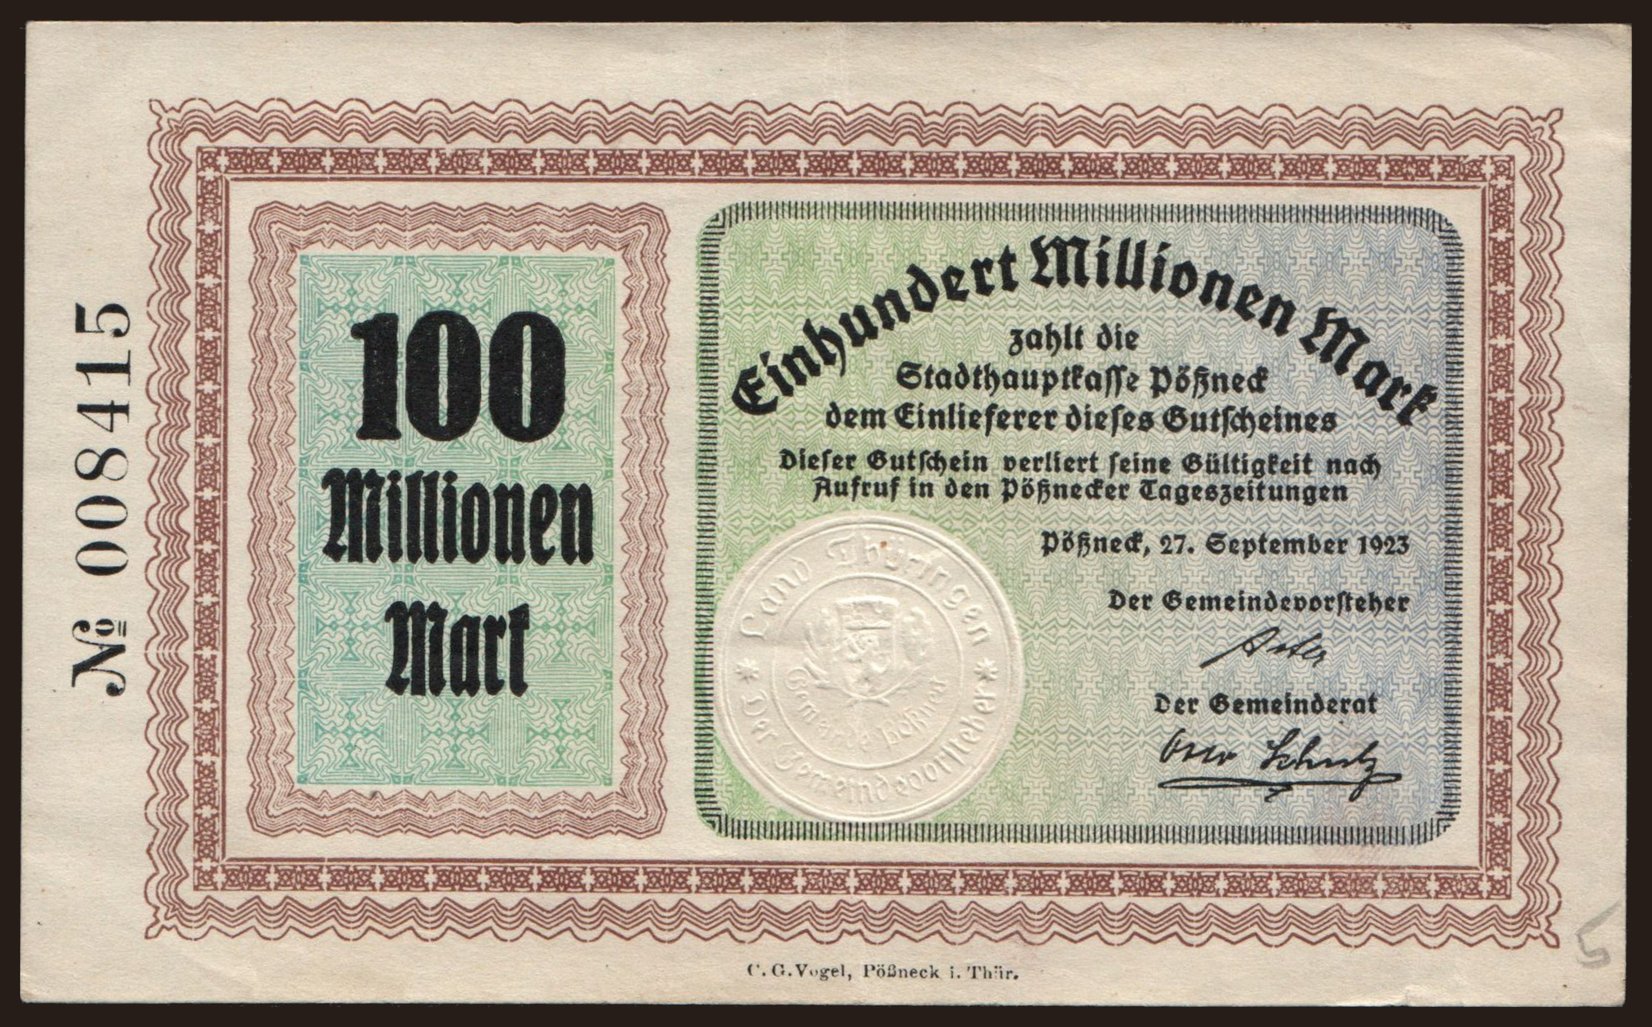 № 008415
100
Millionen
Mark
Einhundert Millionen Mark
zahlt die
Stadthauptkasse Pößneck
dem Einlieferer dieses Gutscheines
Dieser Gutschein verliert seine Gültigkeit nach
Aufruf in den Pößnecker Tageszeitungen
Pößneck, 27. September 1923
Der Gemeindevorsteher
Der Gemeinderat
Otto Schulz
Land Thüringen
* Der Gemeindevorsteher *
Gemeinde Pößneck
C. G. Vogel, Pößneck i. Thür.
5